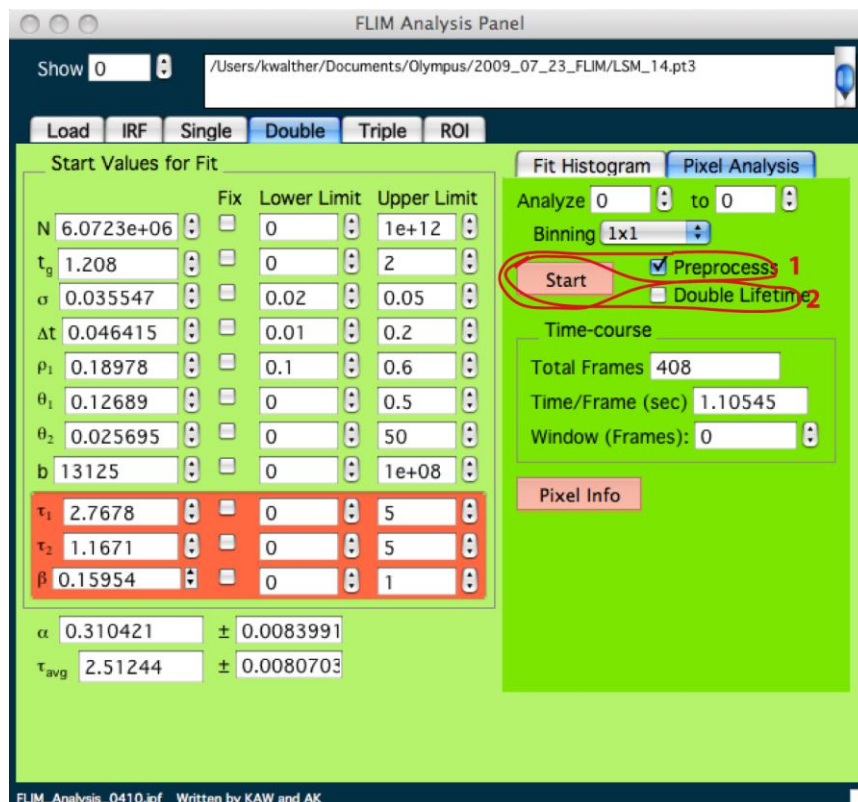 FLIM Analysis Panel
Show 0 /Users/kwalther/Documents/Olympus/2009_07_23_FLIM/LSM_14.pt3
Load IRF Single Double Triple ROI
Start Values for Fit
Fix Lower Limit Upper Limit
N 6.0723e+06 0 1e+12
tg 1.208 0 2
σ 0.035547 0.02 0.05
Δt 0.046415 0.01 0.2
ρ1 0.18978 0.1 0.6
θ1 0.12689 0 0.5
θ2 0.025695 0 50
b 13125 0 1e+08
τ1 2.7678 0 5
τ2 1.1671 0 5
β 0.15954 0 1
α 0.310421 ± 0.0083991
τavg 2.51244 ± 0.0080703
Fit Histogram Pixel Analysis
Analyze 0 to 0
Binning 1x1
Start
Preprocesss 1
Double Lifetime 2
Time-course
Total Frames 408
Time/Frame (sec) 1.10545
Window (Frames): 0
Pixel Info
FLIM_Analysis_0410.ipf Written by KAW and AK